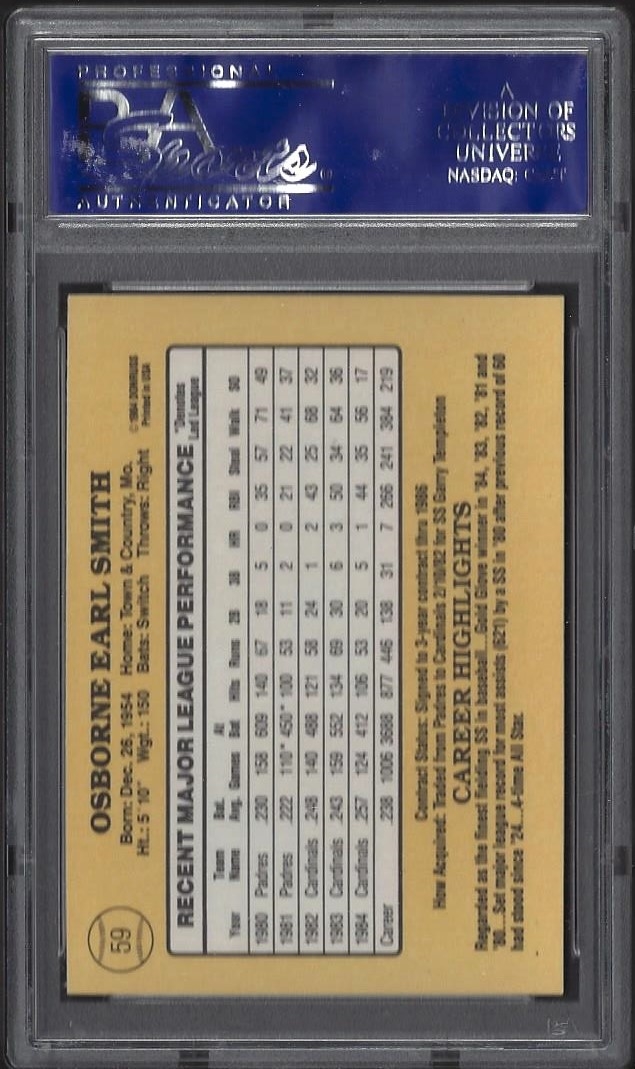 PROFESSIONAL
PSA
Sports
AUTHENTICATOR
A
DIVISION OF
COLLECTORS
UNIVERSE
NASDAQ: CLCT
59
OSBORNE EARL SMITH
Born: Dec. 26, 1954 Home: Town & Country, Mo.
Ht.: 5' 10" Wgt.: 150 Bats: Switch Throws: Right
© 1984 DONRUSS
Printed in USA
RECENT MAJOR LEAGUE PERFORMANCE
*Denotes
Led League
Year Team Name Bat. Avg. Games At Bat Hits Runs 2B 3B HR RBI Steal Walk SO
1980 Padres .230 158 609 140 67 18 5 0 35 57 71 49
1981 Padres .222 110* 450* 100 53 11 2 0 21 22 41 37
1982 Cardinals .248 140 488 121 58 24 1 2 43 25 68 32
1983 Cardinals .243 159 552 134 69 30 6 3 50 34 64 36
1984 Cardinals .257 124 412 106 53 20 5 1 44 35 56 17
Career .238 1006 3688 877 446 138 31 7 266 241 384 219
Contract Status: Signed to 3-year contract thru 1986
How Acquired: Traded from Padres to Cardinals 2/10/82 for SS Garry Templeton
CAREER HIGHLIGHTS
Regarded as the finest fielding SS in baseball...Gold Glove winner in '84, '83, '82, '81 and
'80...Set major league record for most assists (621) by a SS in '80 after previous record of 60
had stood since '24...4-time All Star.